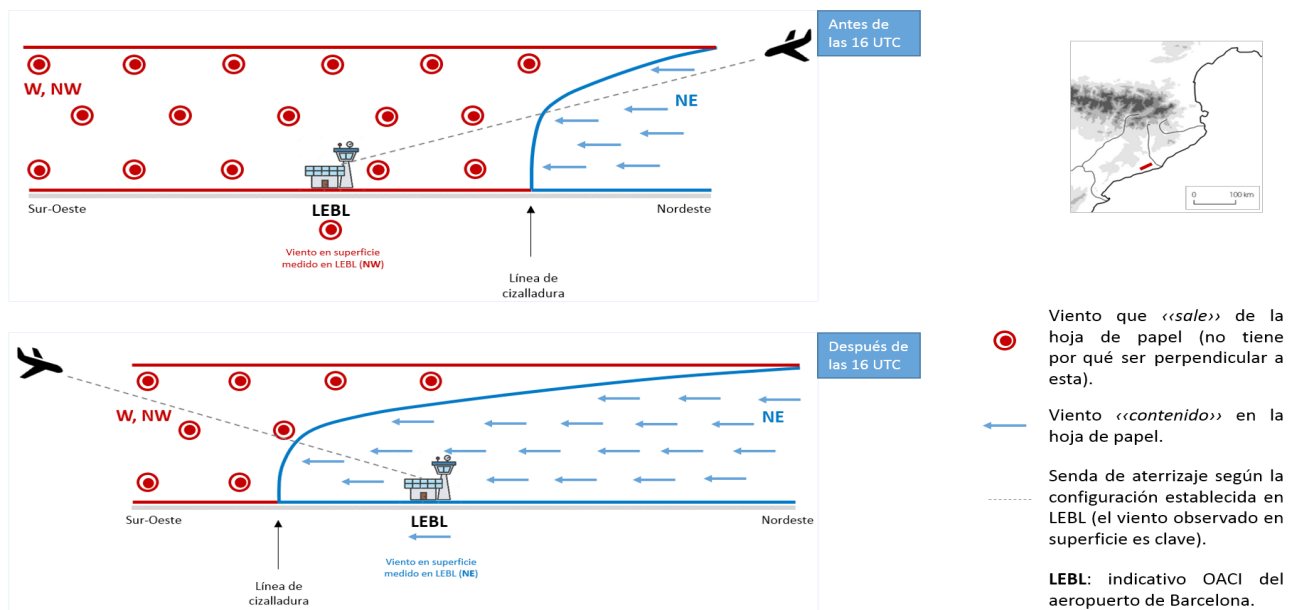 Antes de
las 16 UTC
W, NW
NE
Sur-Oeste
LEBL
Nordeste
Viento en superficie
medido en LEBL (NW)
Línea de
cizalladura
Después de
las 16 UTC
W, NW
NE
Sur-Oeste
LEBL
Nordeste
Viento en superficie
medido en LEBL (NE)
Línea de
cizalladura
0 100 km
Viento que ‹‹sale›› de la
hoja de papel (no tiene
por qué ser perpendicular a
esta).
Viento ‹‹contenido›› en la
hoja de papel.
Senda de aterrizaje según la
configuración establecida en
LEBL (el viento observado en
superficie es clave).
LEBL: indicativo OACI del
aeropuerto de Barcelona.